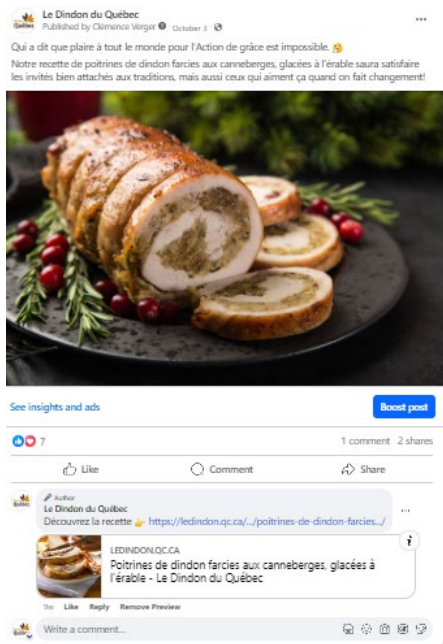 Le Dindon du Québec
Published by Clémence Verger · October 3 ·
Qui a dit que plaire à tout le monde pour l'Action de grâce est impossible. 🤔
Notre recette de poitrines de dindon farcies aux canneberges, glacées à l'érable saura satisfaire
les invités bien attachés aux traditions, mais aussi ceux qui aiment ça quand on fait changement!
See insights and ads
Boost post
7
1 comment 2 shares
Like Comment Share
Author
Le Dindon du Québec
Découvrez la recette 👉 https://ledindon.qc.ca/.../poitrines-de-dindon-farcies.../
LEDINDON.QC.CA
Poitrines de dindon farcies aux canneberges, glacées à
l'érable - Le Dindon du Québec
9w Like Reply Remove Preview
Write a comment...